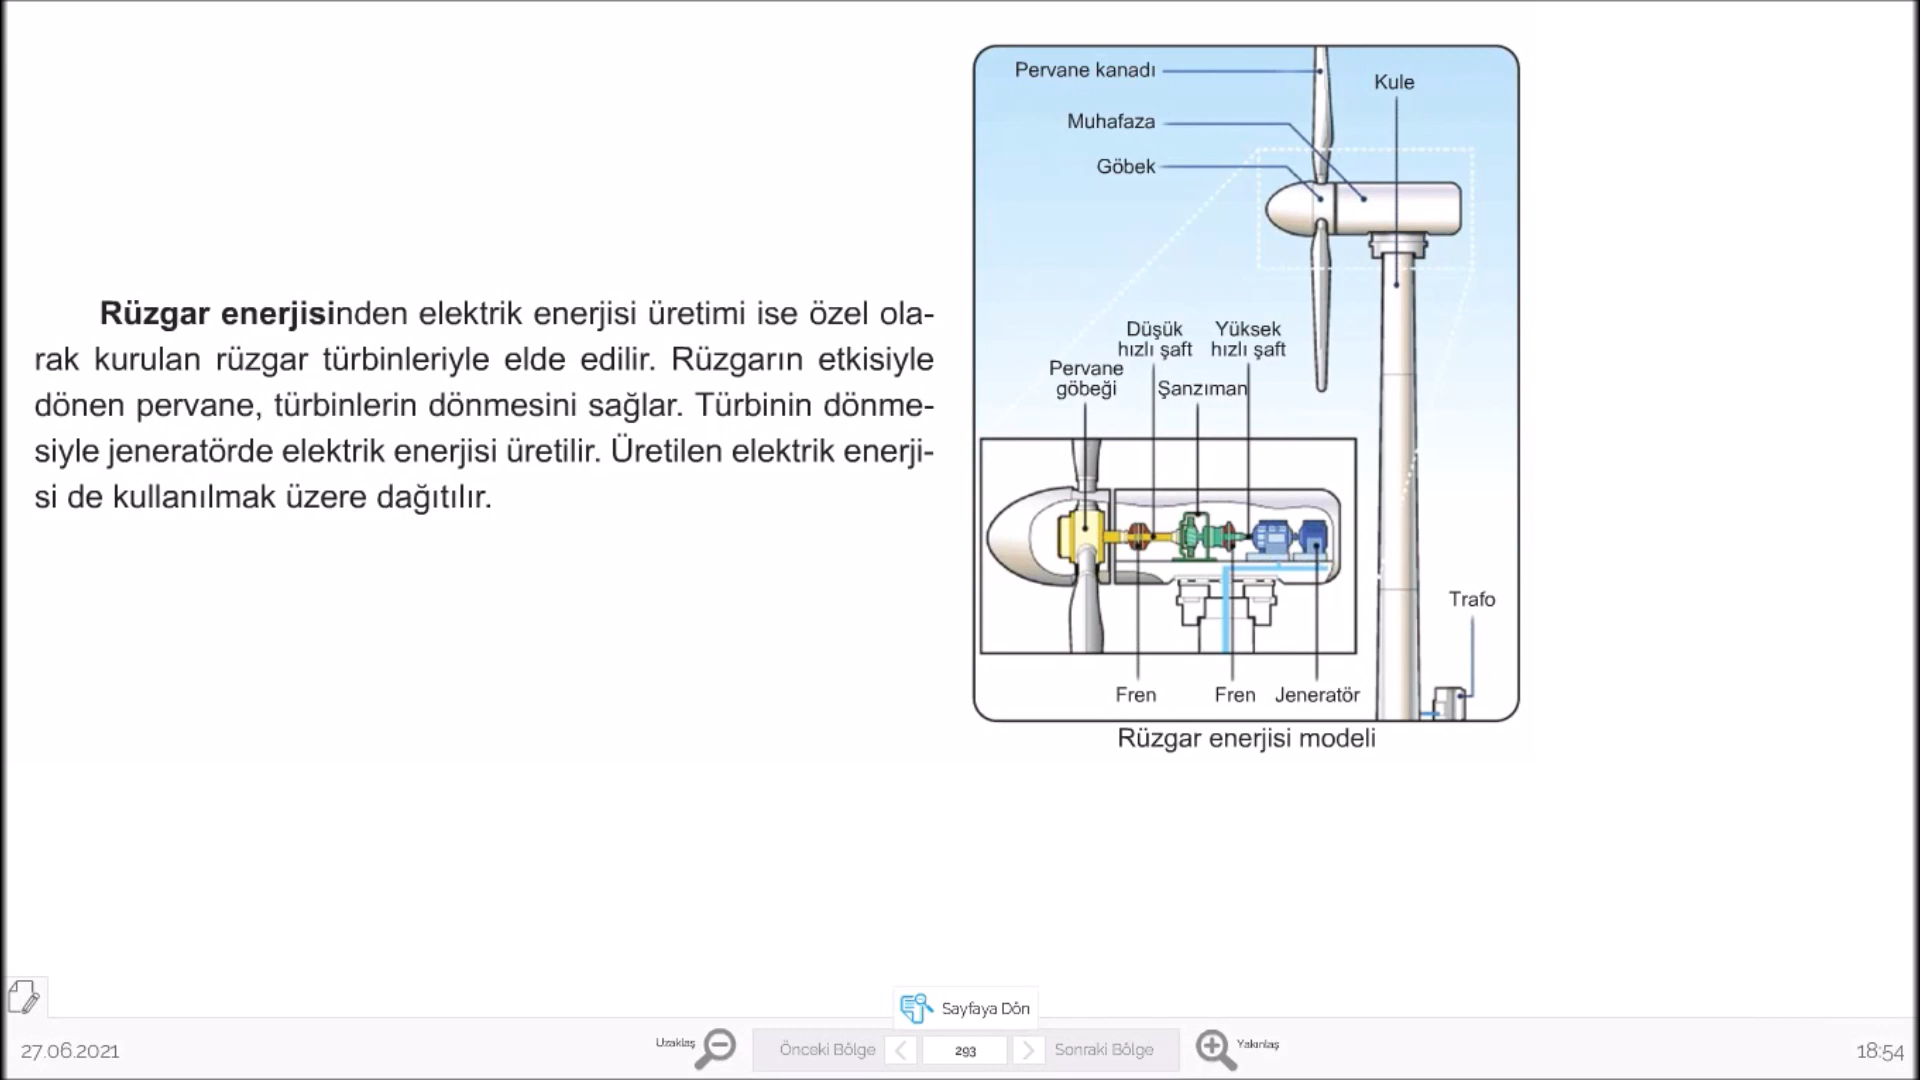 Rüzgar enerjisinden elektrik enerjisi üretimi ise özel ola-
rak kurulan rüzgar türbinleriyle elde edilir. Rüzgarın etkisiyle
dönen pervane, türbinlerin dönmesini sağlar. Türbinin dönme-
siyle jeneratörde elektrik enerjisi üretilir. Üretilen elektrik enerji-
si de kullanılmak üzere dağıtılır.
Pervane kanadı
Kule
Muhafaza
Göbek
Düşük
hızlı şaft
Yüksek
hızlı şaft
Pervane
göbeği
Şanzıman
Trafo
Fren
Fren
Jeneratör
Rüzgar enerjisi modeli
Sayfaya Dön
27.06.2021
Uzaklaş
Önceki Bölge
293
Sonraki Bölge
Yakınlaş
18:54